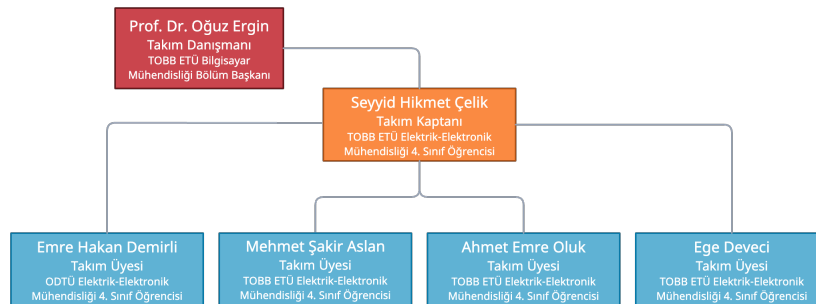 Prof. Dr. Oğuz Ergin
Takım Danışmanı
TOBB ETÜ Bilgisayar
Mühendisliği Bölüm Başkanı
Seyyid Hikmet Çelik
Takım Kaptanı
TOBB ETÜ Elektrik-Elektronik
Mühendisliği 4. Sınıf Öğrencisi
Emre Hakan Demirli
Takım Üyesi
ODTÜ Elektrik-Elektronik
Mühendisliği 4. Sınıf Öğrencisi
Mehmet Şakir Aslan
Takım Üyesi
TOBB ETÜ Elektrik-Elektronik
Mühendisliği 4. Sınıf Öğrencisi
Ahmet Emre Oluk
Takım Üyesi
TOBB ETÜ Elektrik-Elektronik
Mühendisliği 4. Sınıf Öğrencisi
Ege Deveci
Takım Üyesi
TOBB ETÜ Elektrik-Elektronik
Mühendisliği 4. Sınıf Öğrencisi